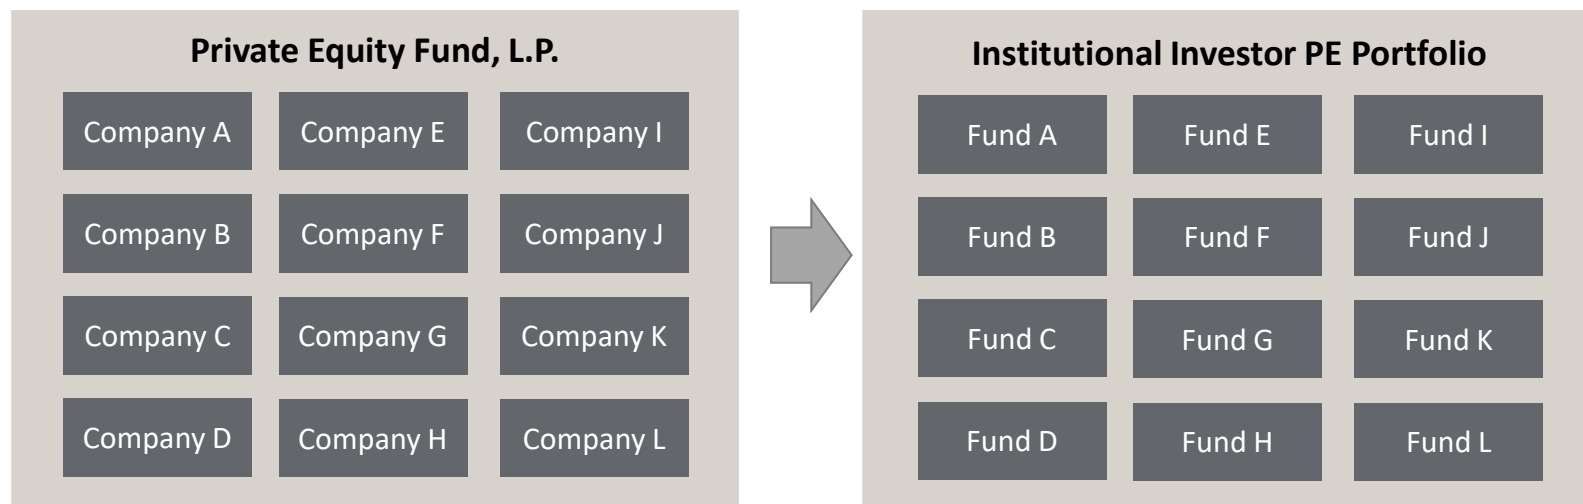 Private Equity Fund, L.P.
Company A Company E Company I
Company B Company F Company J
Company C Company G Company K
Company D Company H Company L
Institutional Investor PE Portfolio
Fund A Fund E Fund I
Fund B Fund F Fund J
Fund C Fund G Fund K
Fund D Fund H Fund L